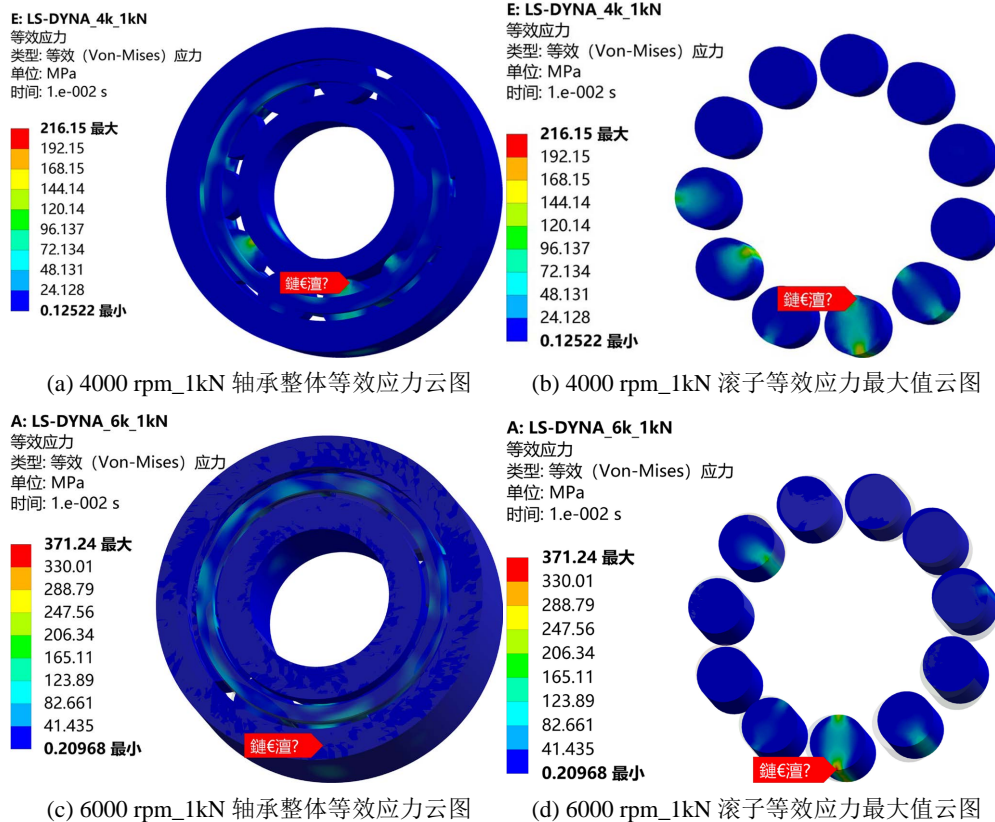 E: LS-DYNA_4k_1kN
等效应力
类型: 等效（Von-Mises）应力
单位: MPa
时间: 1.e-002 s
216.15 最大
192.15
168.15
144.14
120.14
96.137
72.134
48.131
24.128
0.12522 最小
鏈€澶?
(a) 4000 rpm_1kN 轴承整体等效应力云图
E: LS-DYNA_4k_1kN
等效应力
类型: 等效（Von-Mises）应力
单位: MPa
时间: 1.e-002 s
216.15 最大
192.15
168.15
144.14
120.14
96.137
72.134
48.131
24.128
0.12522 最小
鏈€澶?
(b) 4000 rpm_1kN 滚子等效应力最大值云图
A: LS-DYNA_6k_1kN
等效应力
类型: 等效（Von-Mises）应力
单位: MPa
时间: 1.e-002 s
371.24 最大
330.01
288.79
247.56
206.34
165.11
123.89
82.661
41.435
0.20968 最小
鏈€澶?
(c) 6000 rpm_1kN 轴承整体等效应力云图
A: LS-DYNA_6k_1kN
等效应力
类型: 等效（Von-Mises）应力
单位: MPa
时间: 1.e-002 s
371.24 最大
330.01
288.79
247.56
206.34
165.11
123.89
82.661
41.435
0.20968 最小
鏈€澶?
(d) 6000 rpm_1kN 滚子等效应力最大值云图